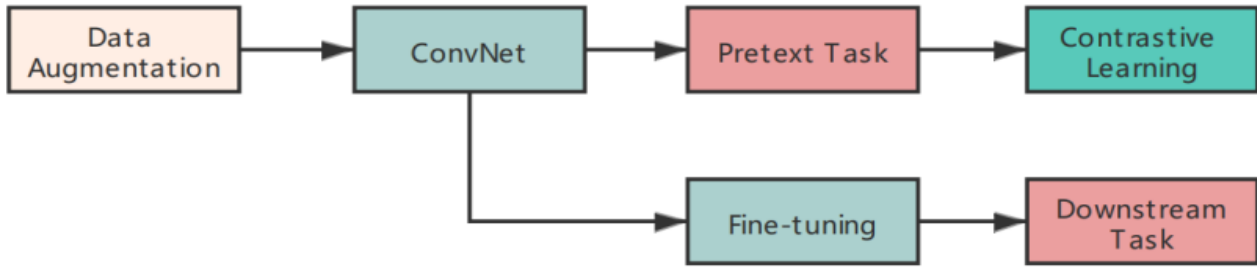 Data
Augmentation
ConvNet
Pretext Task
Contrastive
Learning
Fine-tuning
Downstream
Task